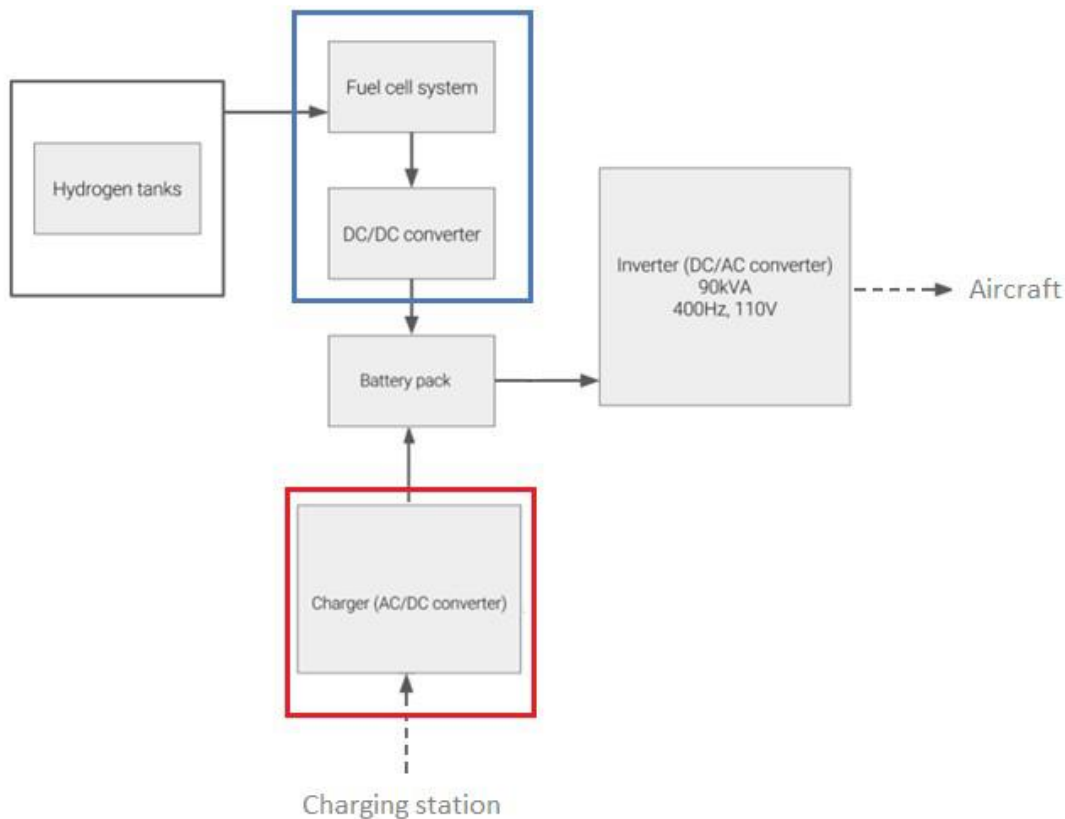 Fuel cell system
Hydrogen tanks
DC/DC converter
Inverter (DC/AC converter)
90kVA
400Hz, 110V
Aircraft
Battery pack
Charger (AC/DC converter)
Charging station